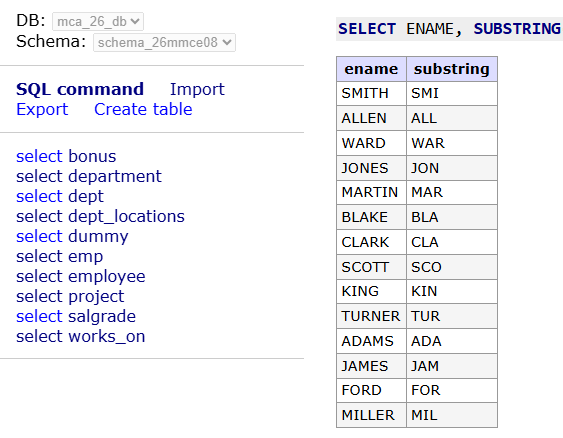 DB: mca_26_db
Schema: schema_26mmce08
SQL command Import
Export Create table
select bonus
select department
select dept
select dept_locations
select dummy
select emp
select employee
select project
select salgrade
select works_on
SELECT ENAME, SUBSTRING
ename substring
SMITH SMI
ALLEN ALL
WARD WAR
JONES JON
MARTIN MAR
BLAKE BLA
CLARK CLA
SCOTT SCO
KING KIN
TURNER TUR
ADAMS ADA
JAMES JAM
FORD FOR
MILLER MIL